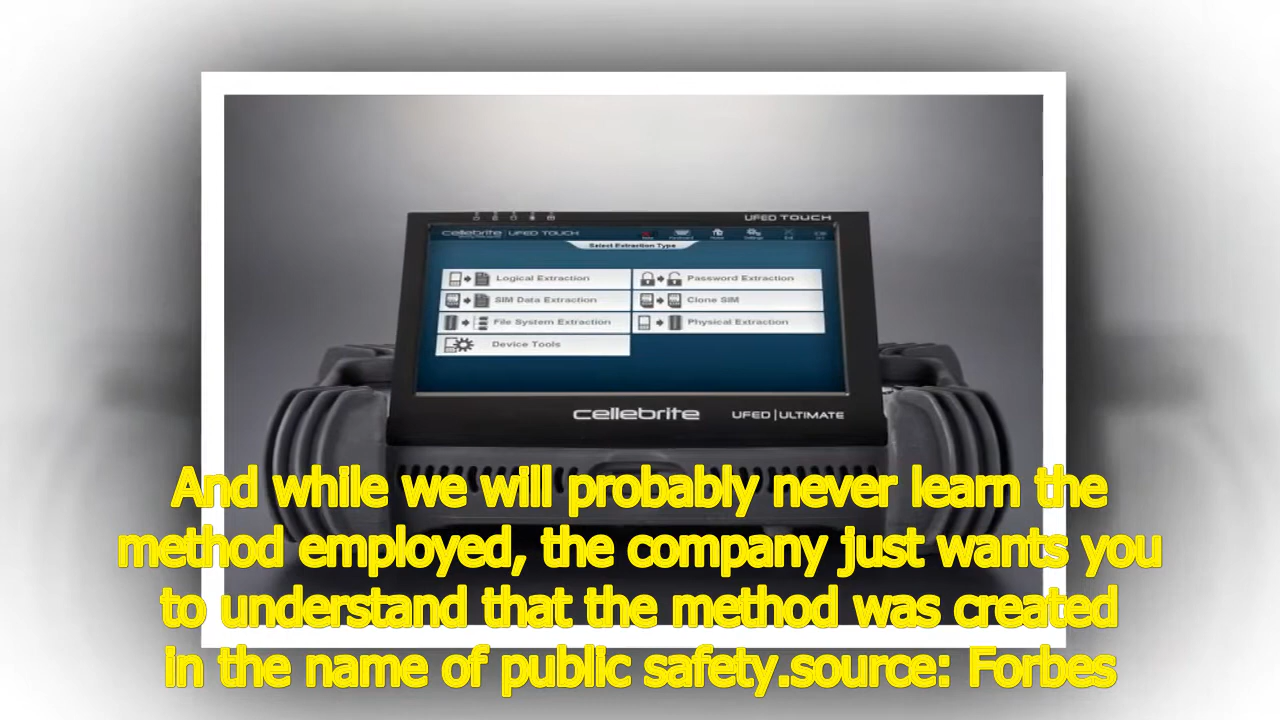 UFED TOUCH
cellebrite UFED TOUCH
Select Extraction Type
Logical Extraction
Password Extraction
SIM Data Extraction
Clone SIM
File System Extraction
Physical Extraction
Device Tools
cellebrite UFED | ULTIMATE
And while we will probably never learn the
method employed, the company just wants you
to understand that the method was created
in the name of public safety.source: Forbes